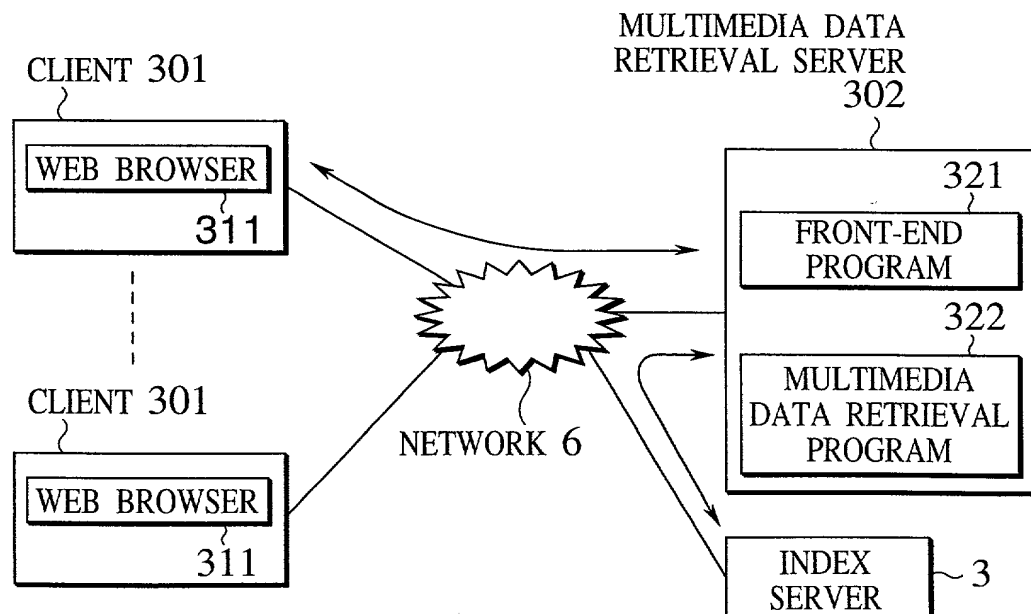 MULTIMEDIA DATA
RETRIEVAL SERVER
302
CLIENT 301
WEB BROWSER
311
321
FRONT-END
PROGRAM
322
MULTIMEDIA
DATA RETRIEVAL
PROGRAM
CLIENT 301
WEB BROWSER
311
NETWORK 6
INDEX
SERVER
3